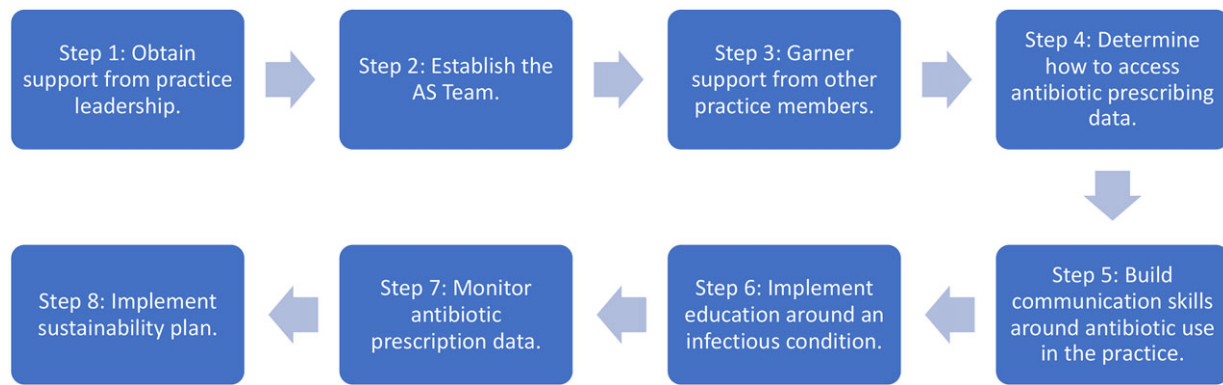 Step 1: Obtain
support from practice
leadership.
Step 2: Establish the
AS Team.
Step 3: Garner
support from other
practice members.
Step 4: Determine
how to access
antibiotic prescribing
data.
Step 5: Build
communication skills
around antibiotic use
in the practice.
Step 6: Implement
education around an
infectious condition.
Step 7: Monitor
antibiotic
prescription data.
Step 8: Implement
sustainability plan.